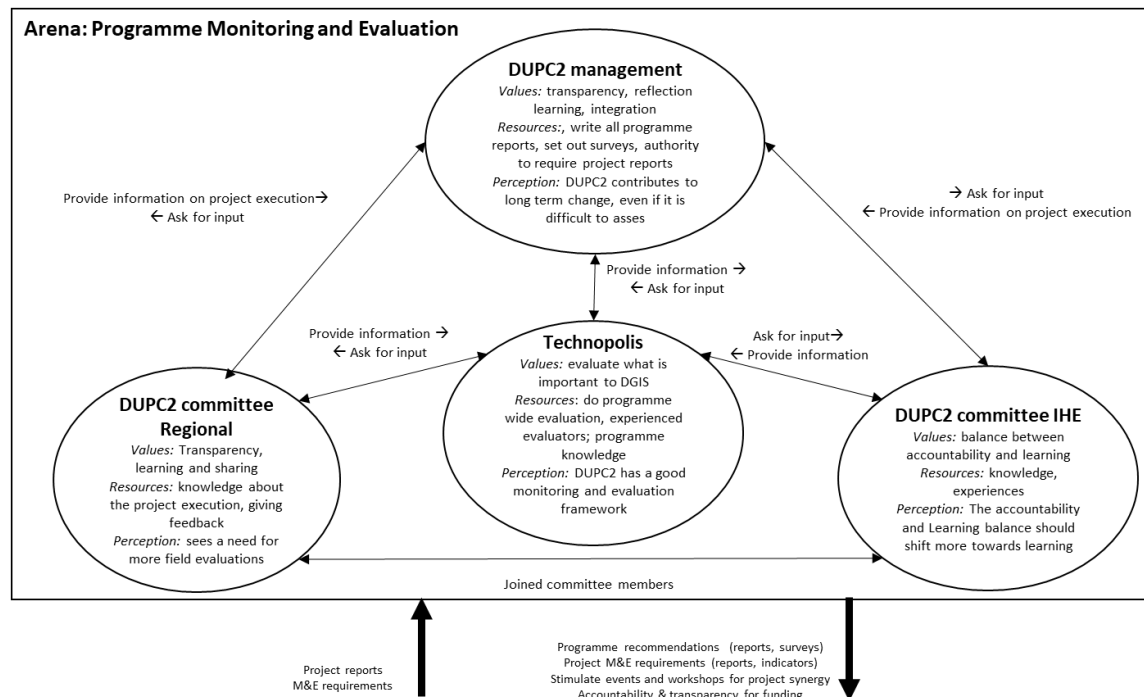 Arena: Programme Monitoring and Evaluation
DUPC2 management
Values: transparency, reflection
learning, integration
Resources:, write all programme
reports, set out surveys, authority
to require project reports
Perception: DUPC2 contributes to
long term change, even if it is
difficult to asses
Provide information on project execution→
← Ask for input
→ Ask for input
← Provide information on project execution
Provide information →
← Ask for input
Provide information →
← Ask for input
Ask for input→
← Provide information
Technopolis
Values: evaluate what is
important to DGIS
Resources: do programme
wide evaluation, experienced
evaluators; programme
knowledge
Perception: DUPC2 has a good
monitoring and evaluation
framework
DUPC2 committee
Regional
Values: Transparency,
learning and sharing
Resources: knowledge about
the project execution, giving
feedback
Perception: sees a need for
more field evaluations
DUPC2 committee IHE
Values: balance between
accountability and learning
Resources: knowledge,
experiences
Perception: The accountability
and Learning balance should
shift more towards learning
Joined committee members
Project reports
M&E requirements
Programme recommendations (reports, surveys)
Project M&E requirements (reports, indicators)
Stimulate events and workshops for project synergy
Accountability & transparency for funding